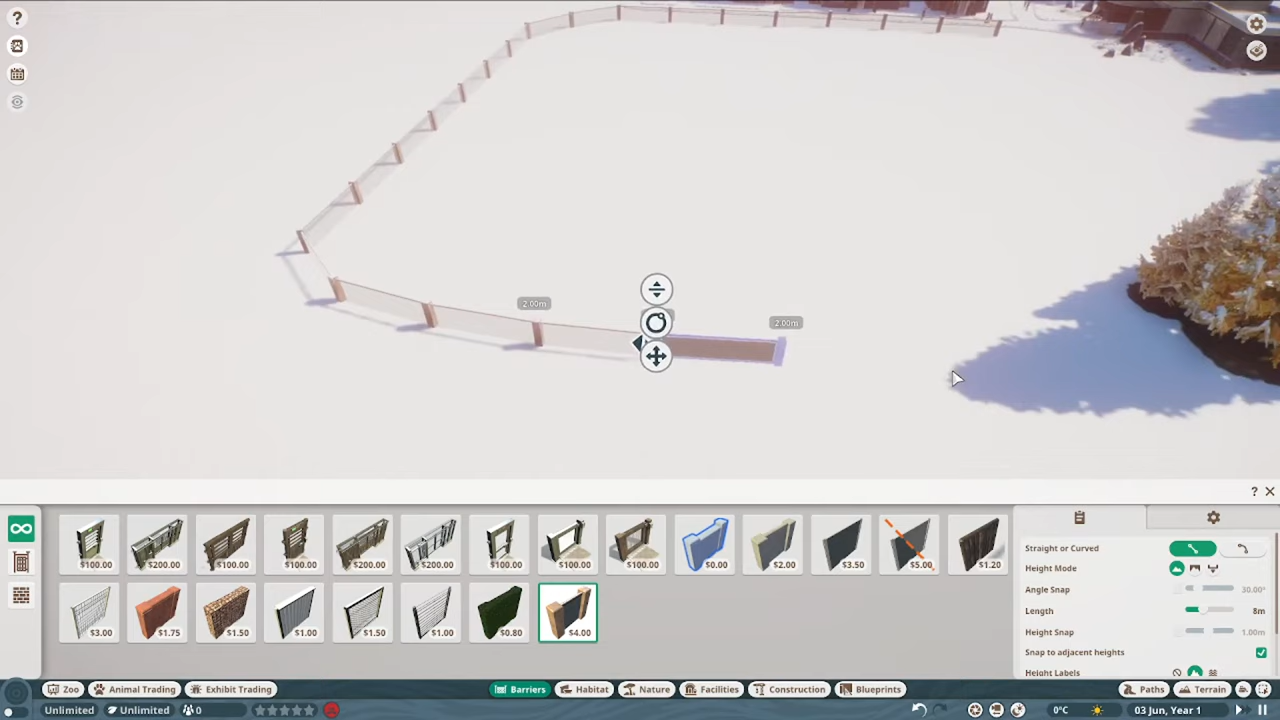 ?
2.00m
2.00m
? ×
$100.00 $200.00 $100.00 $100.00 $200.00 $200.00 $100.00 $100.00 $100.00 $0.00 $2.00 $3.50 $5.00 $1.20
$3.00 $1.75 $1.50 $1.00 $1.50 $1.00 $0.80 $4.00
Straight or Curved
Height Mode
Angle Snap 30.00°
Length 8m
Height Snap 1.00m
Snap to adjacent heights
Height Labels
Zoo Animal Trading Exhibit Trading Barriers Habitat Nature Facilities Construction Blueprints Paths Terrain
Unlimited Unlimited 0 0°C 03 Jun, Year 1